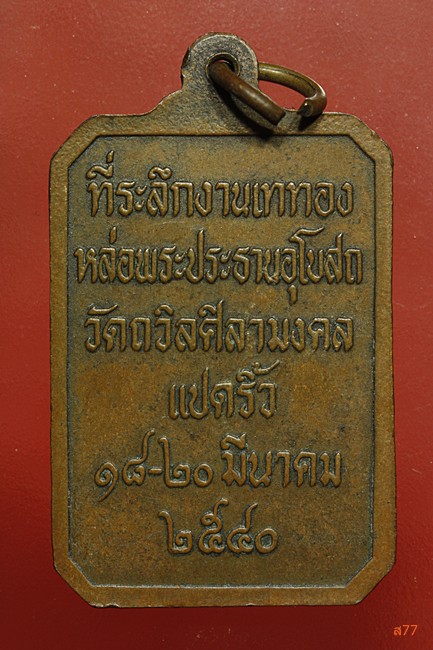 ที่ระลึกงานเททอง
หล่อพระประธานอุโบสถ
วัดถวิลศิลามงคล
แปดริ้ว
๑๘-๒๐ มีนาคม
๒๕๔๐
ส77